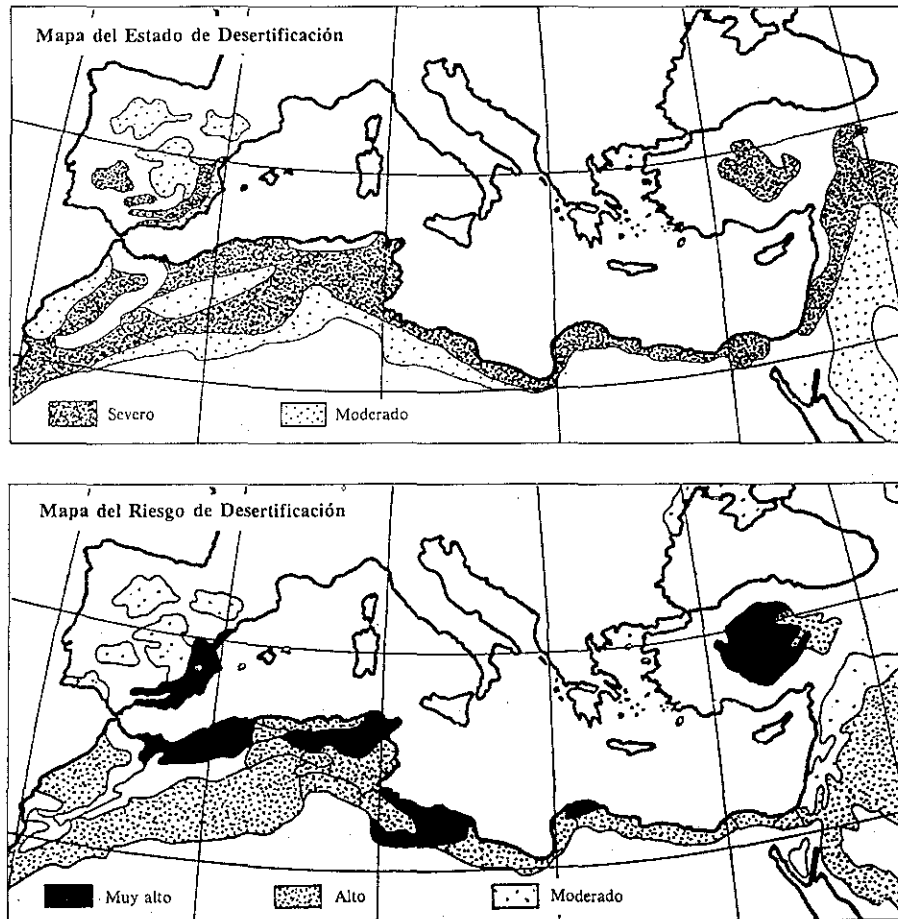 Mapa del Estado de Desertificación
Severo
Moderado
Mapa del Riesgo de Desertificación
Muy alto
Alto
Moderado